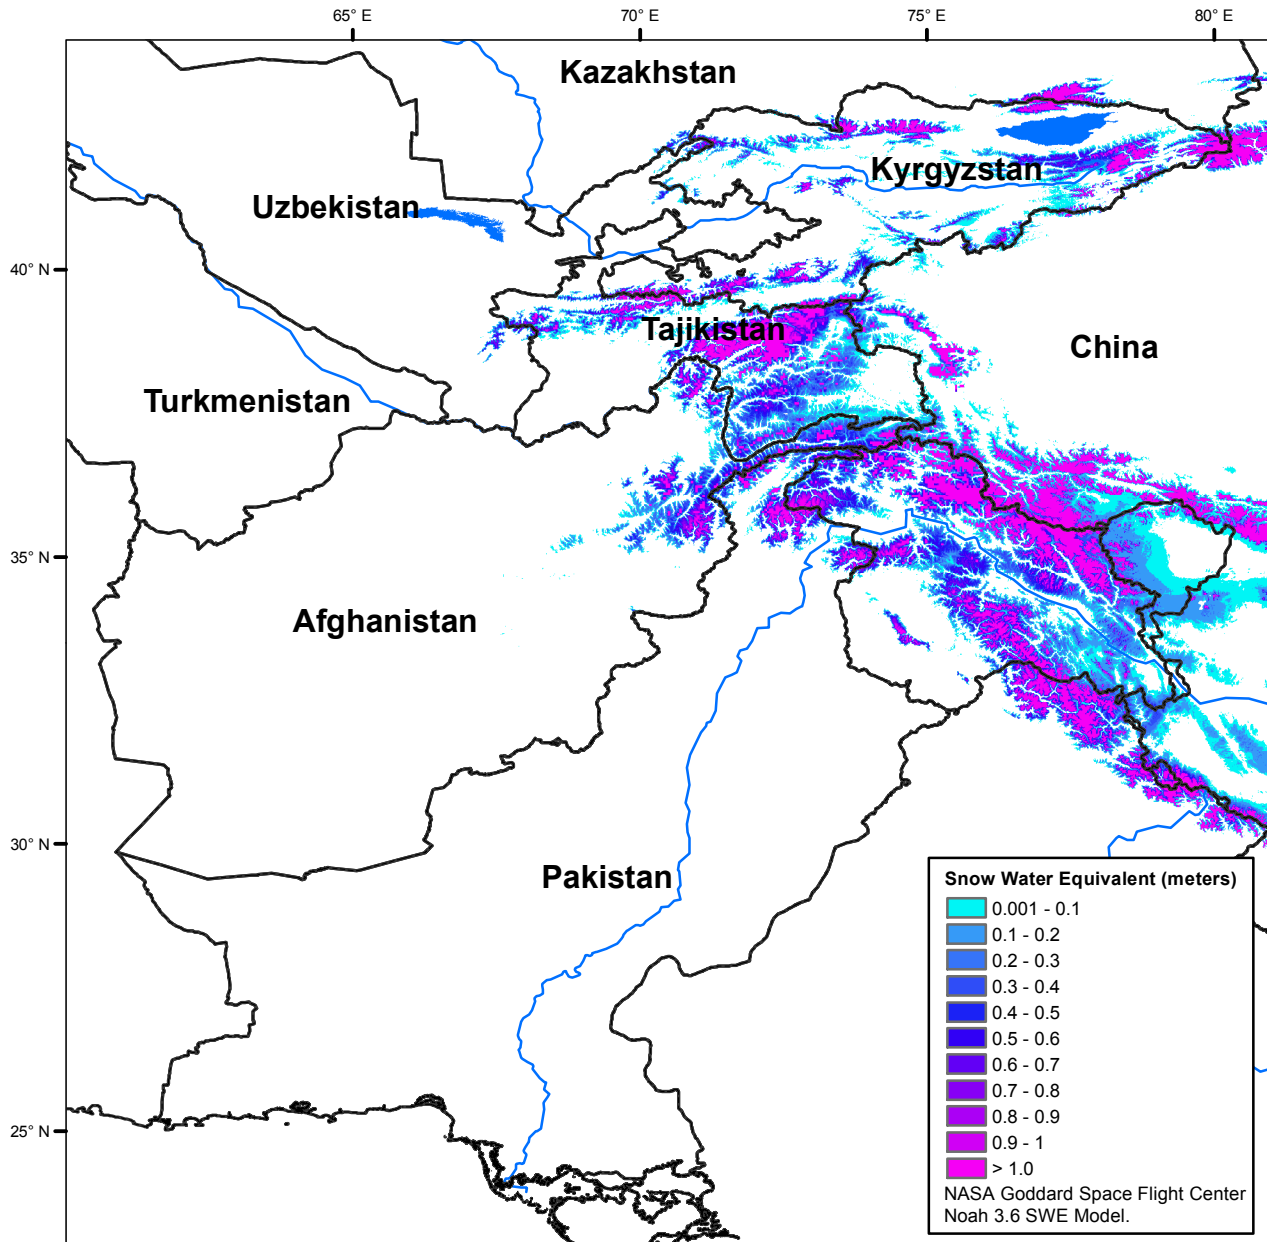 65° E
70° E
75° E
80° E
Kazakhstan
Kyrgyzstan
Uzbekistan
40° N
Tajikistan
China
Turkmenistan
35° N
Afghanistan
30° N
Pakistan
25° N
Snow Water Equivalent (meters)
0.001 - 0.1
0.1 - 0.2
0.2 - 0.3
0.3 - 0.4
0.4 - 0.5
0.5 - 0.6
0.6 - 0.7
0.7 - 0.8
0.8 - 0.9
0.9 - 1
> 1.0
NASA Goddard Space Flight Center
Noah 3.6 SWE Model.